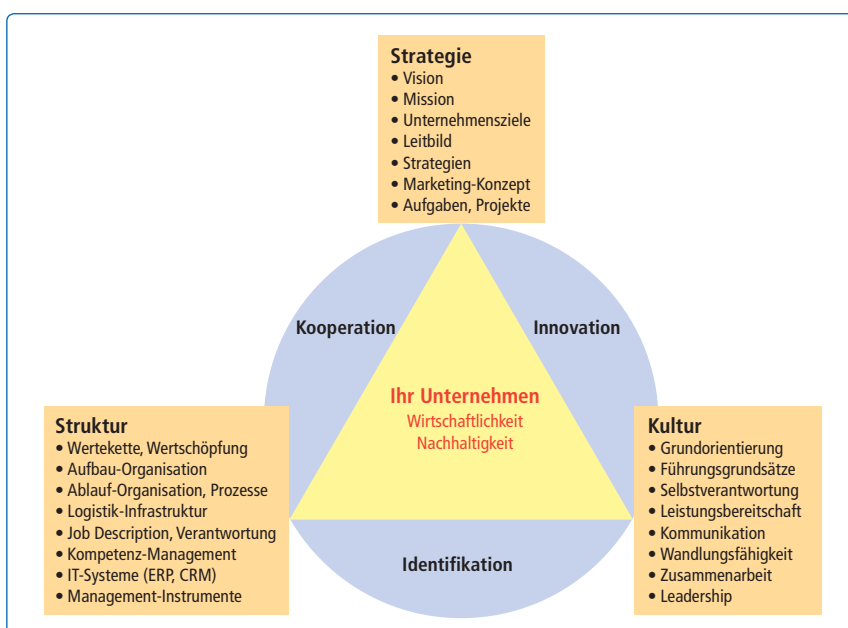 Strategie
• Vision
• Mission
• Unternehmensziele
• Leitbild
• Strategien
• Marketing-Konzept
• Aufgaben, Projekte
Kooperation
Innovation
Ihr Unternehmen
Wirtschaftlichkeit
Nachhaltigkeit
Struktur
• Wertekette, Wertschöpfung
• Aufbau-Organisation
• Ablauf-Organisation, Prozesse
• Logistik-Infrastruktur
• Job Description, Verantwortung
• Kompetenz-Management
• IT-Systeme (ERP, CRM)
• Management-Instrumente
Kultur
• Grundorientierung
• Führungsgrundsätze
• Selbstverantwortung
• Leistungsbereitschaft
• Kommunikation
• Wandlungsfähigkeit
• Zusammenarbeit
• Leadership
Identifikation